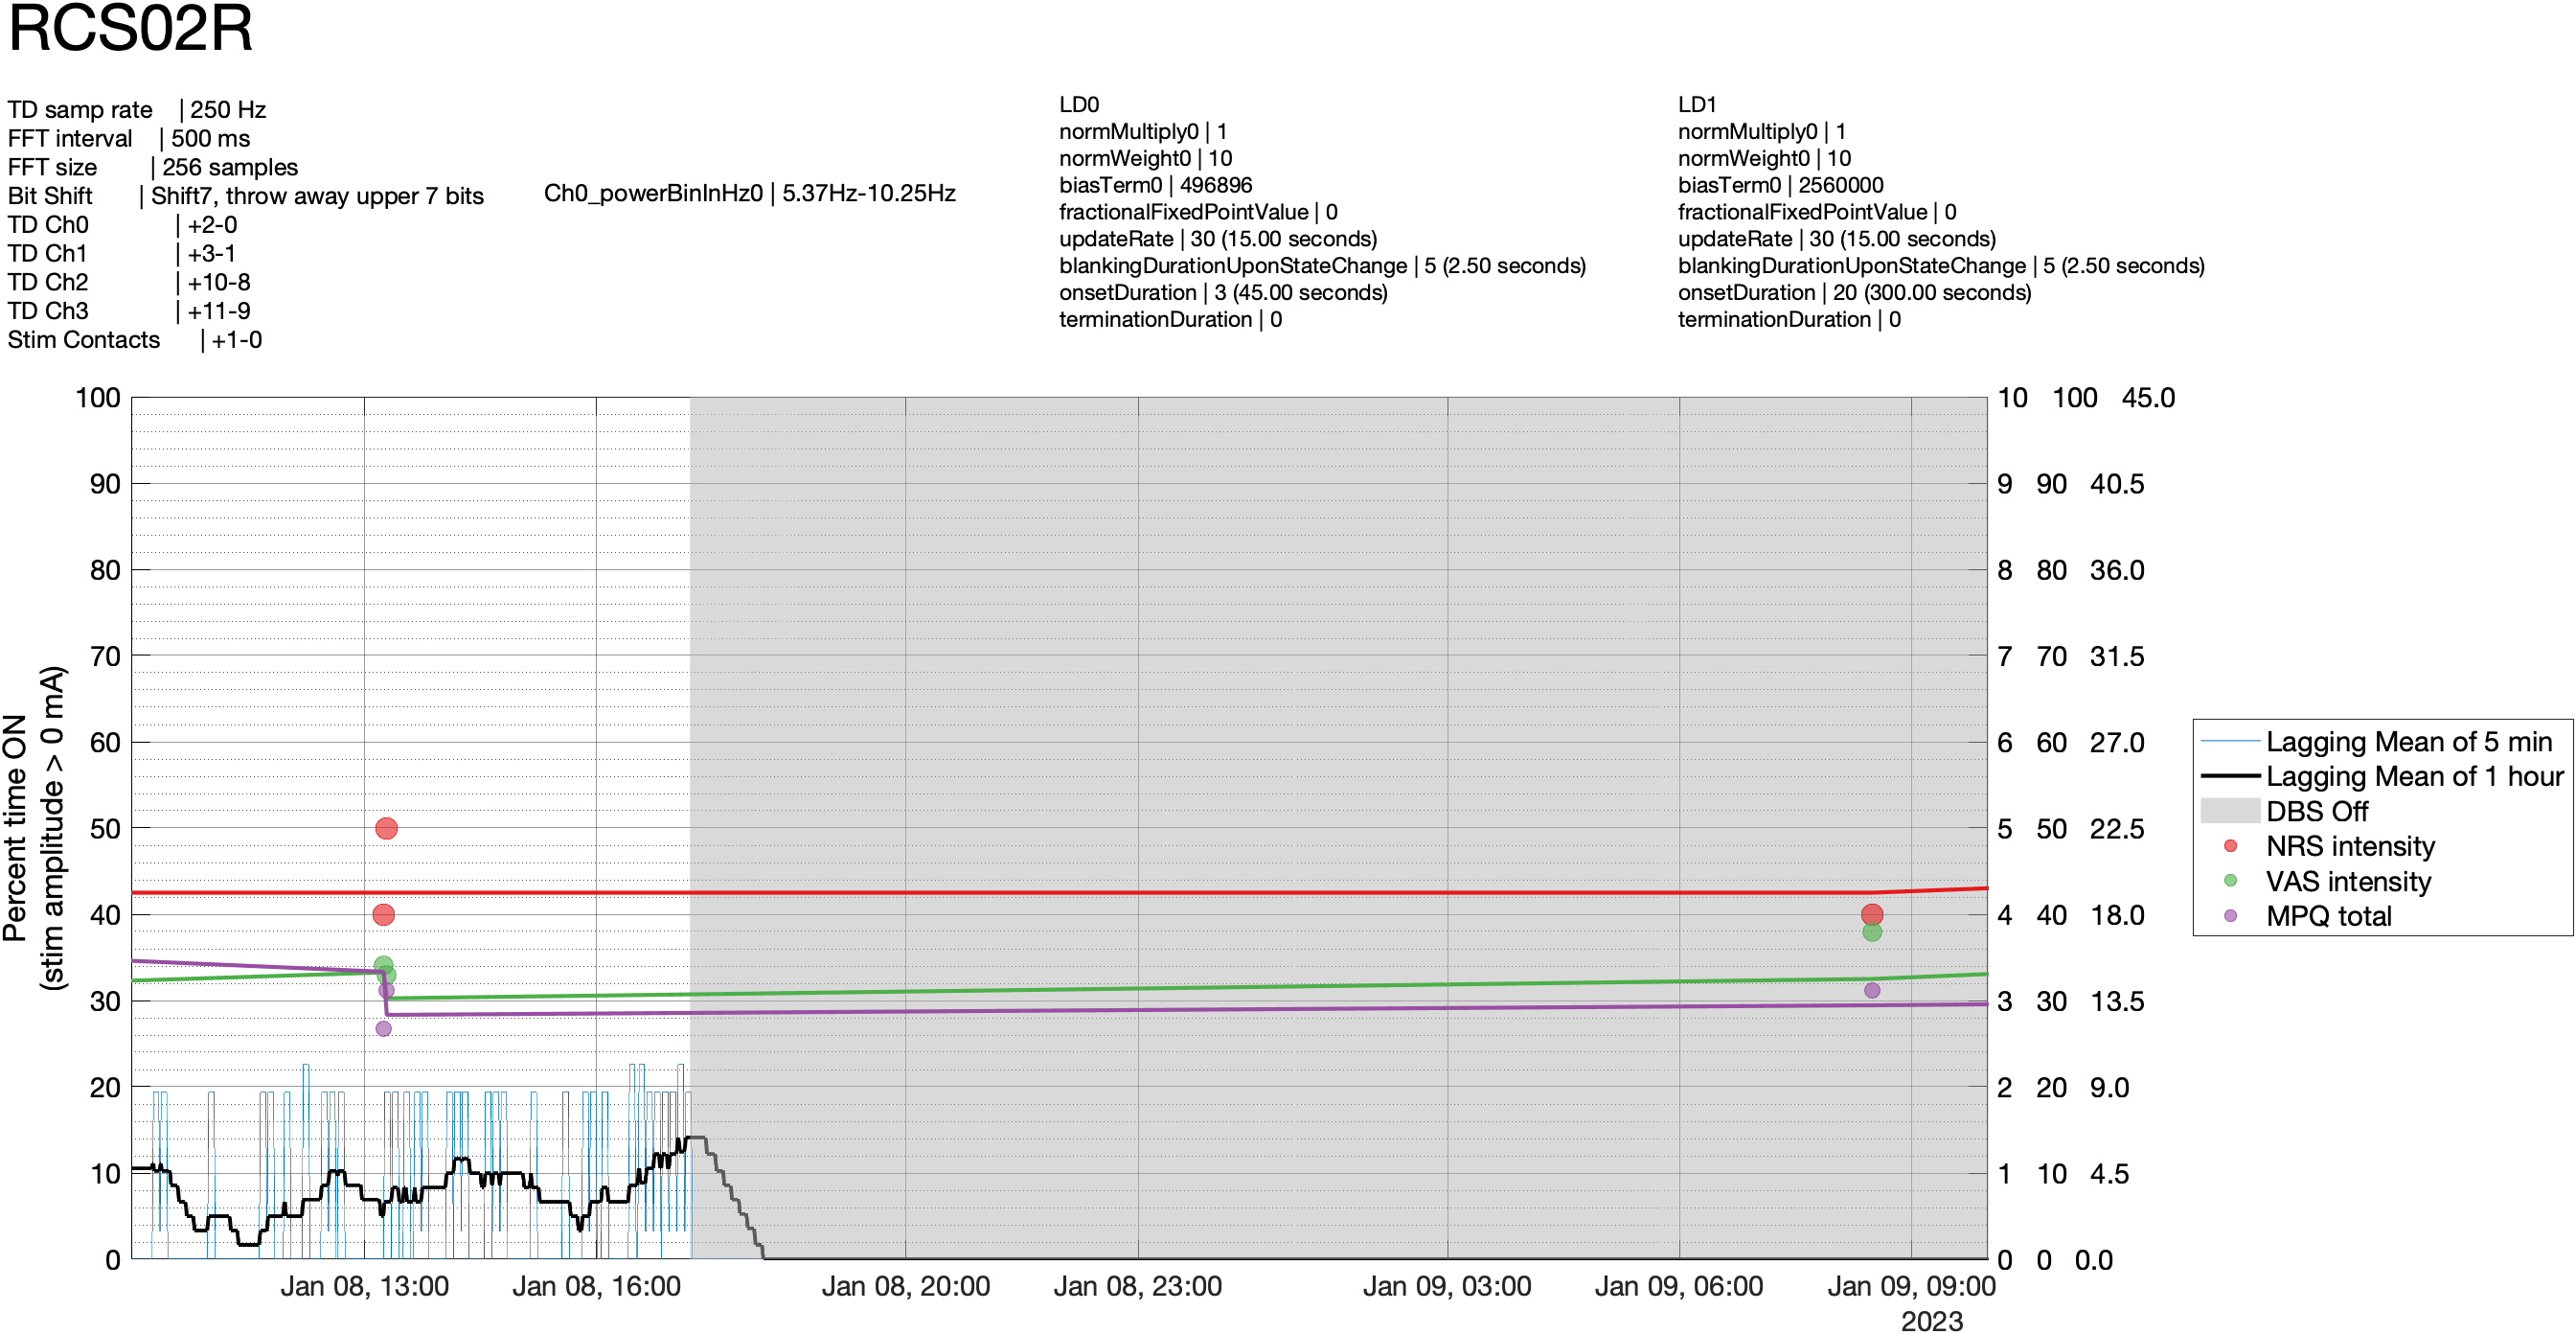 RCS02R
TD samp rate | 250 Hz
FFT interval | 500 ms
FFT size | 256 samples
Bit Shift | Shift7, throw away upper 7 bits
TD Ch0 | +2-0
TD Ch1 | +3-1
TD Ch2 | +10-8
TD Ch3 | +11-9
Stim Contacts | +1-0
Ch0_powerBinInHz0 | 5.37Hz-10.25Hz
LD0
normMultiply0 | 1
normWeight0 | 10
biasTerm0 | 496896
fractionalFixedPointValue | 0
updateRate | 30 (15.00 seconds)
blankingDurationUponStateChange | 5 (2.50 seconds)
onsetDuration | 3 (45.00 seconds)
terminationDuration | 0
LD1
normMultiply0 | 1
normWeight0 | 10
biasTerm0 | 2560000
fractionalFixedPointValue | 0
updateRate | 30 (15.00 seconds)
blankingDurationUponStateChange | 5 (2.50 seconds)
onsetDuration | 20 (300.00 seconds)
terminationDuration | 0
Percent time ON
(stim amplitude > 0 mA)
100
90
80
70
60
50
40
30
20
10
0
10 100 45.0
9 90 40.5
8 80 36.0
7 70 31.5
6 60 27.0
5 50 22.5
4 40 18.0
3 30 13.5
2 20 9.0
1 10 4.5
0 0 0.0
Jan 08, 13:00
Jan 08, 16:00
Jan 08, 20:00
Jan 08, 23:00
Jan 09, 03:00
Jan 09, 06:00
Jan 09, 09:00
2023
Lagging Mean of 5 min
Lagging Mean of 1 hour
DBS Off
NRS intensity
VAS intensity
MPQ total